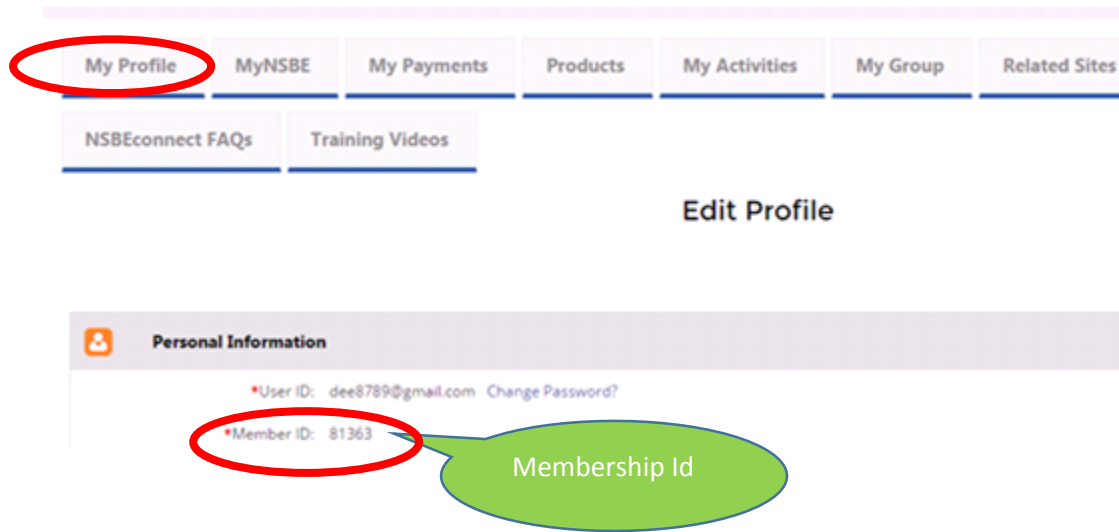 My Profile MyNSBE My Payments Products My Activities My Group Related Sites
NSBEconnect FAQs Training Videos
Edit Profile
Personal Information
*User ID: dee8789@gmail.com Change Password?
*Member ID: 81363
Membership Id